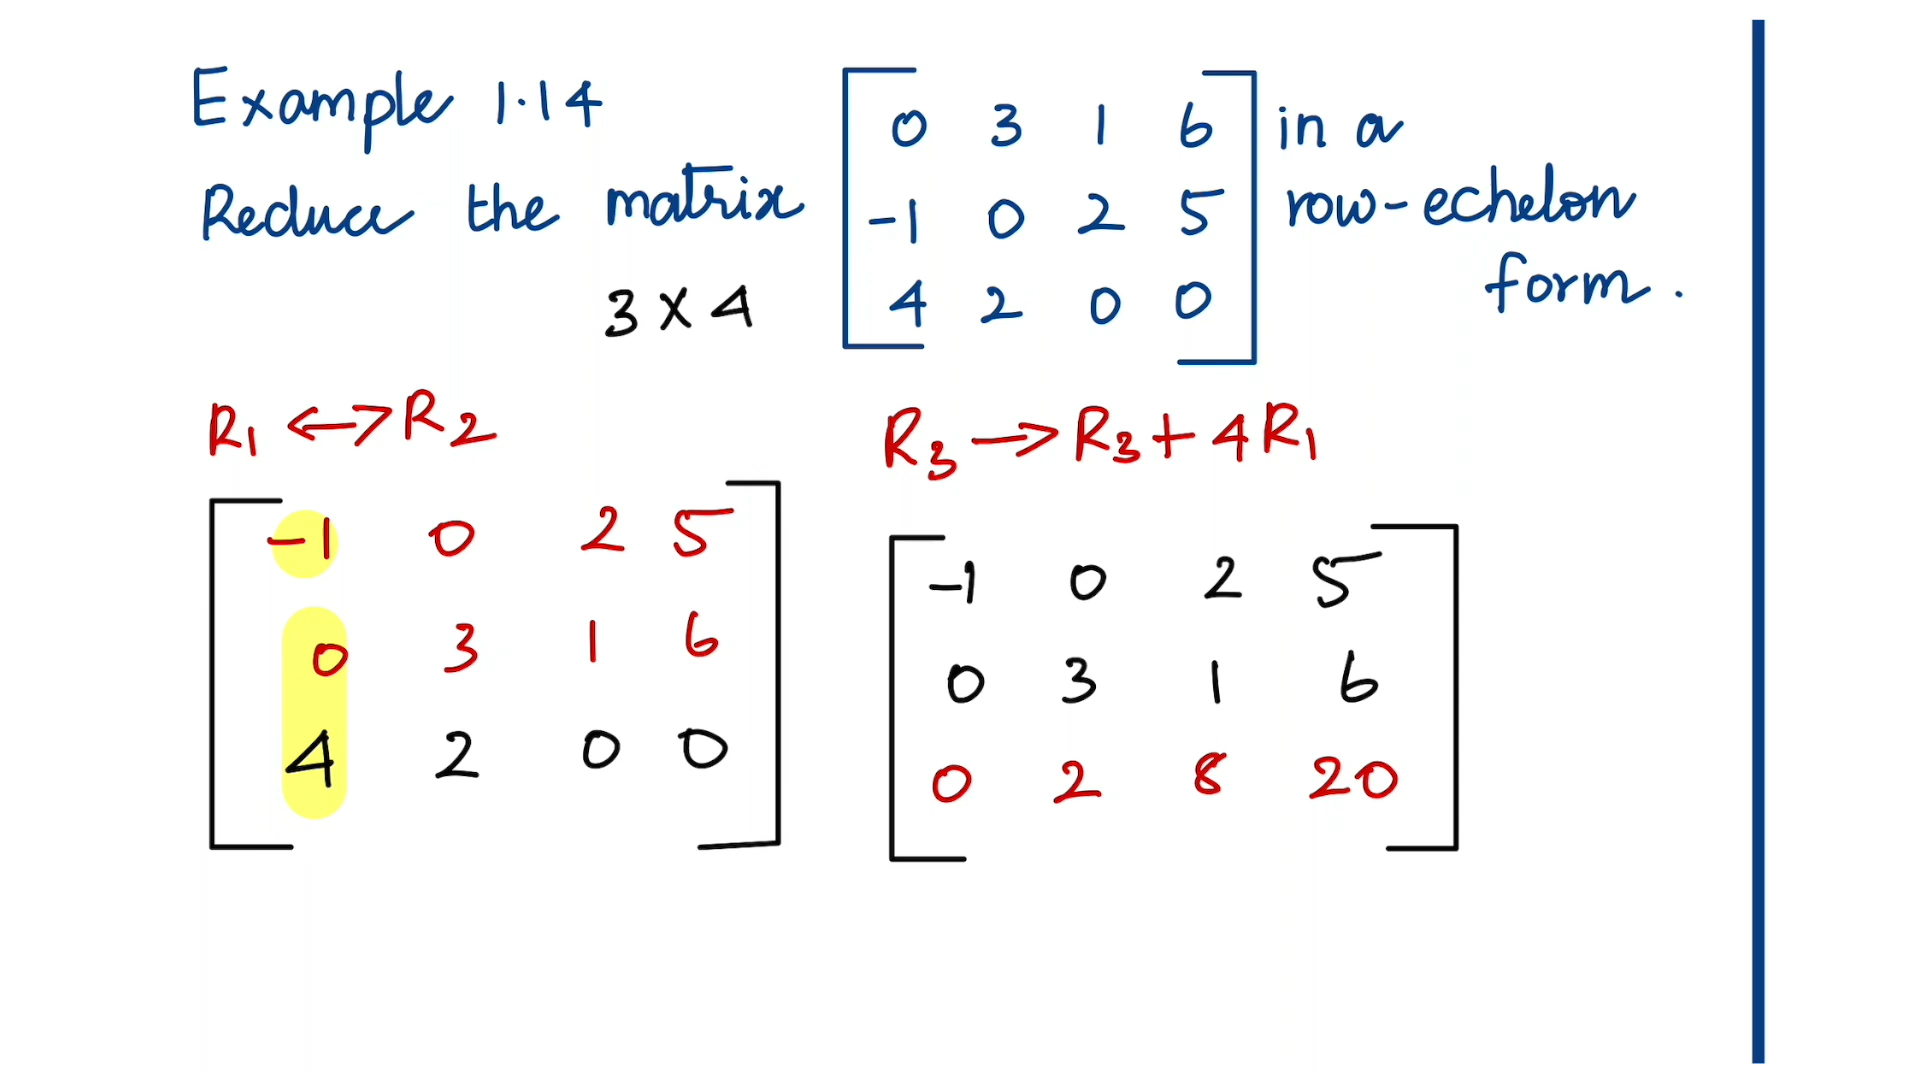 Example 1.14
Reduce the matrix
0 3 1 6
-1 0 2 5
4 2 0 0
in a
row-echelon
form.
3 × 4
R₁ <-> R₂
-1 0 2 5
0 3 1 6
4 2 0 0
R₃ -> R₃ + 4R₁
-1 0 2 5
0 3 1 6
0 2 8 20